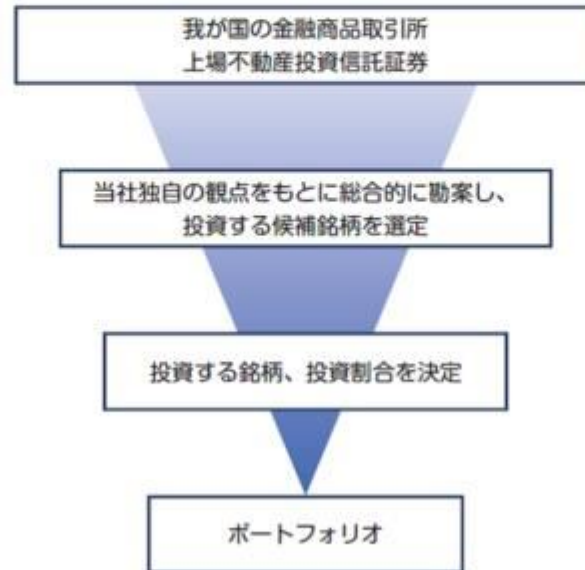 我が国の金融商品取引所
上場不動産投資信託証券
当社独自の観点をもとに総合的に勘案し、
投資する候補銘柄を選定
投資する銘柄、投資割合を決定
ポートフォリオ